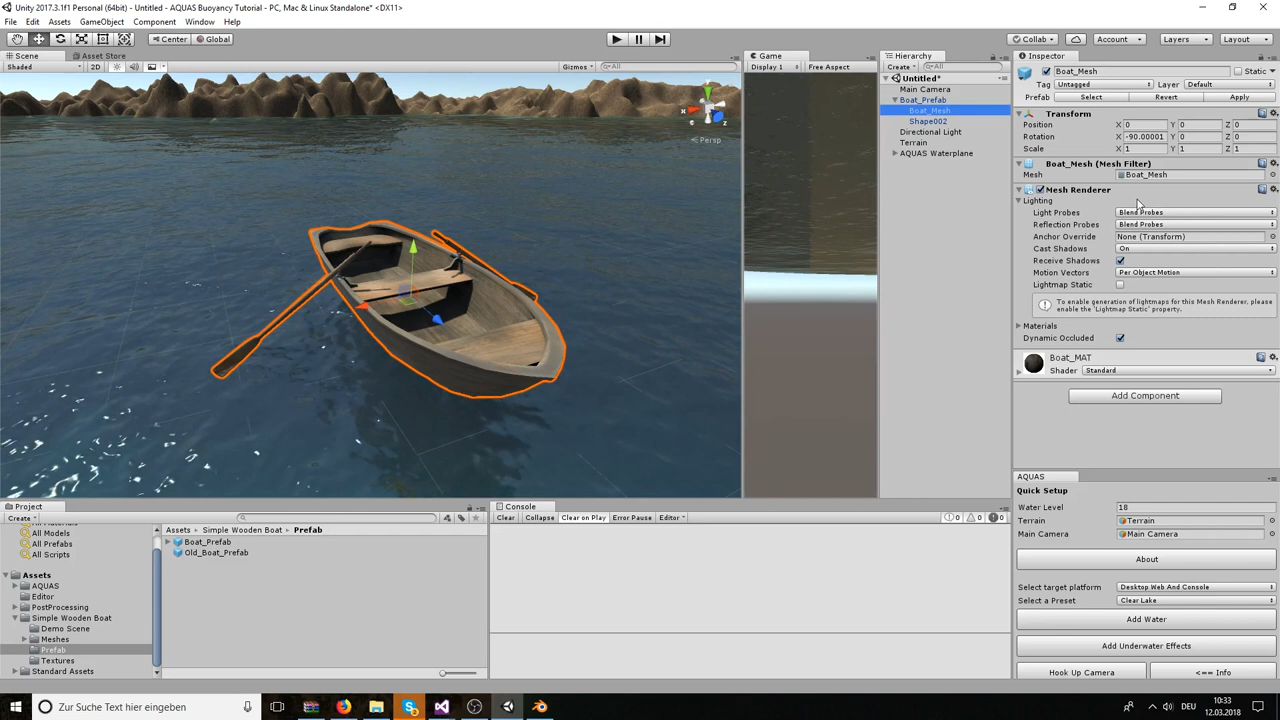 Unity 2017.3.1f1 Personal (64bit) - Untitled - AQUAS Buoyancy Tutorial - PC, Mac & Linux Standalone* <DX11>
File Edit Assets GameObject Component Window Help
Center Global
Collab Account Layers Layout
Scene Asset Store
Shaded 2D Gizmos All
Persp
Game
Display 1 Free Aspect
Hierarchy
Create All
Untitled*
Main Camera
Boat_Prefab
Boat_Mesh
Shape002
Directional Light
Terrain
AQUAS Waterplane
Inspector
Boat_Mesh Static
Tag Untagged Layer Default
Prefab Select Revert Apply
Transform
Position X 0 Y 0 Z 0
Rotation X -90.00001 Y 0 Z 0
Scale X 1 Y 1 Z 1
Boat_Mesh (Mesh Filter)
Mesh Boat_Mesh
Mesh Renderer
Lighting
Light Probes Blend Probes
Reflection Probes Blend Probes
Anchor Override None (Transform)
Cast Shadows On
Receive Shadows
Motion Vectors Per Object Motion
Lightmap Static
To enable generation of lightmaps for this Mesh Renderer, please
enable the 'Lightmap Static' property.
Materials
Dynamic Occluded
Boat_MAT
Shader Standard
Add Component
AQUAS
Quick Setup
Water Level 18
Terrain Terrain
Main Camera Main Camera
About
Select target platform Desktop Web And Console
Select a Preset Clear Lake
Add Water
Add Underwater Effects
Hook Up Camera <== Info
Project
Create
All Models
All Prefabs
All Scripts
Assets
AQUAS
Editor
PostProcessing
Simple Wooden Boat
Demo Scene
Meshes
Prefab
Textures
Standard Assets
Assets Simple Wooden Boat Prefab
Boat_Prefab
Old_Boat_Prefab
Console
Clear Collapse Clear on Play Error Pause Editor 0 0 0
Zur Suche Text hier eingeben
DEU
10:33
12.03.2018